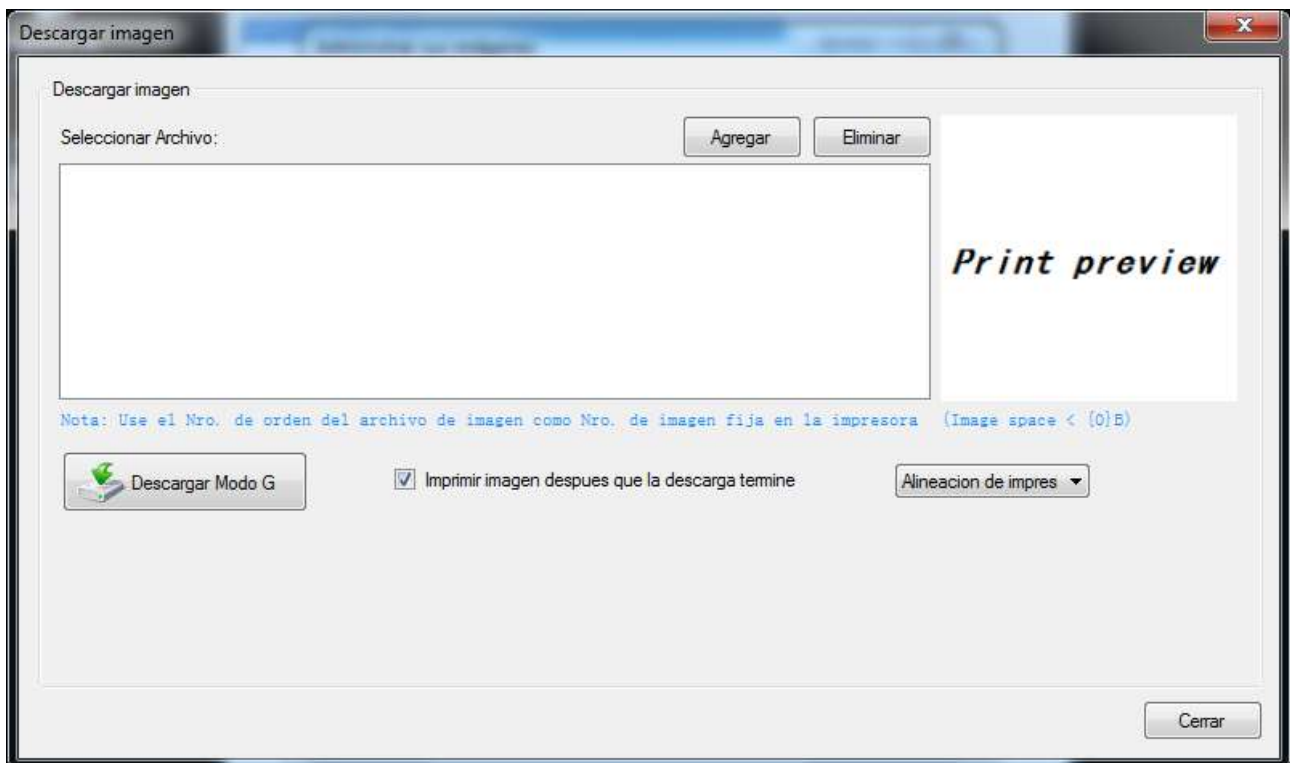 Descargar imagen
Descargar imagen
Seleccionar Archivo:
Agregar
Eliminar
Print preview
Nota: Use el Nro. de orden del archivo de imagen como Nro. de imagen fija en la impresora (Image space < {0}B)
Descargar Modo G
Imprimir imagen despues que la descarga termine
Alineacion de impres
Cerrar